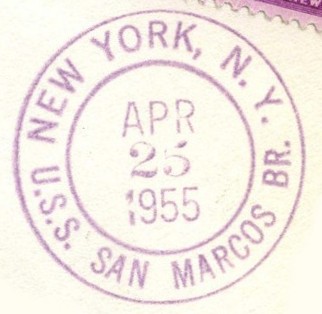 NEW YORK, N.Y.
APR
25
1955
U.S.S. SAN MARCOS BR.